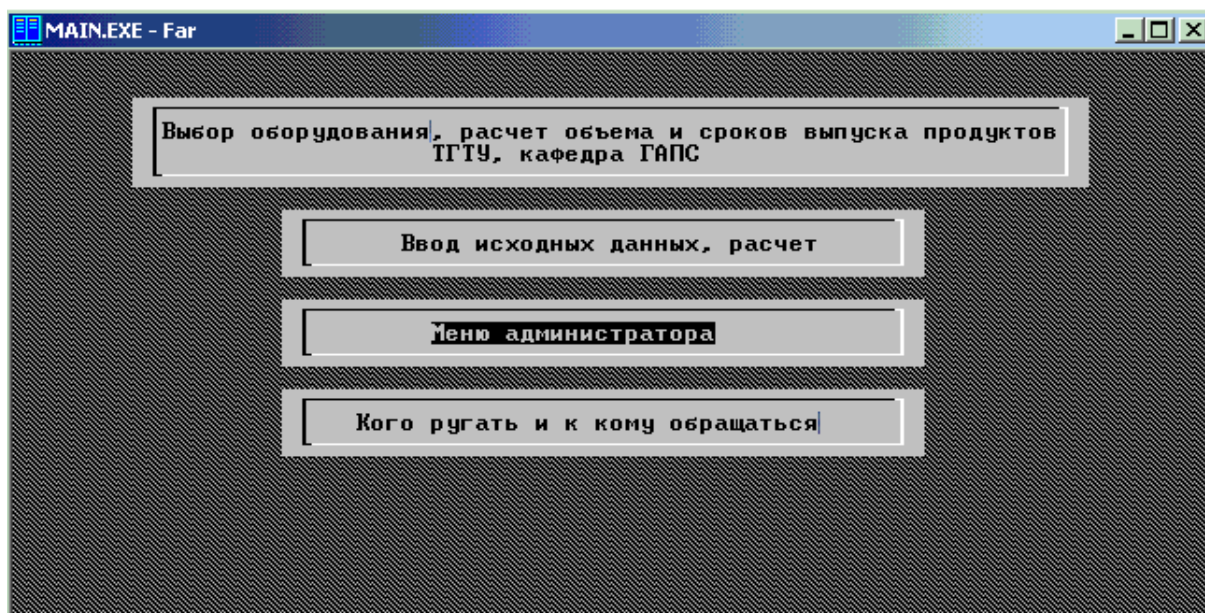 MAIN.EXE - Far
Выбор оборудования, расчет объема и сроков выпуска продуктов
ТГТУ, кафедра ГАПС
Ввод исходных данных, расчет
Меню администратора
Кого ругать и к кому обращаться